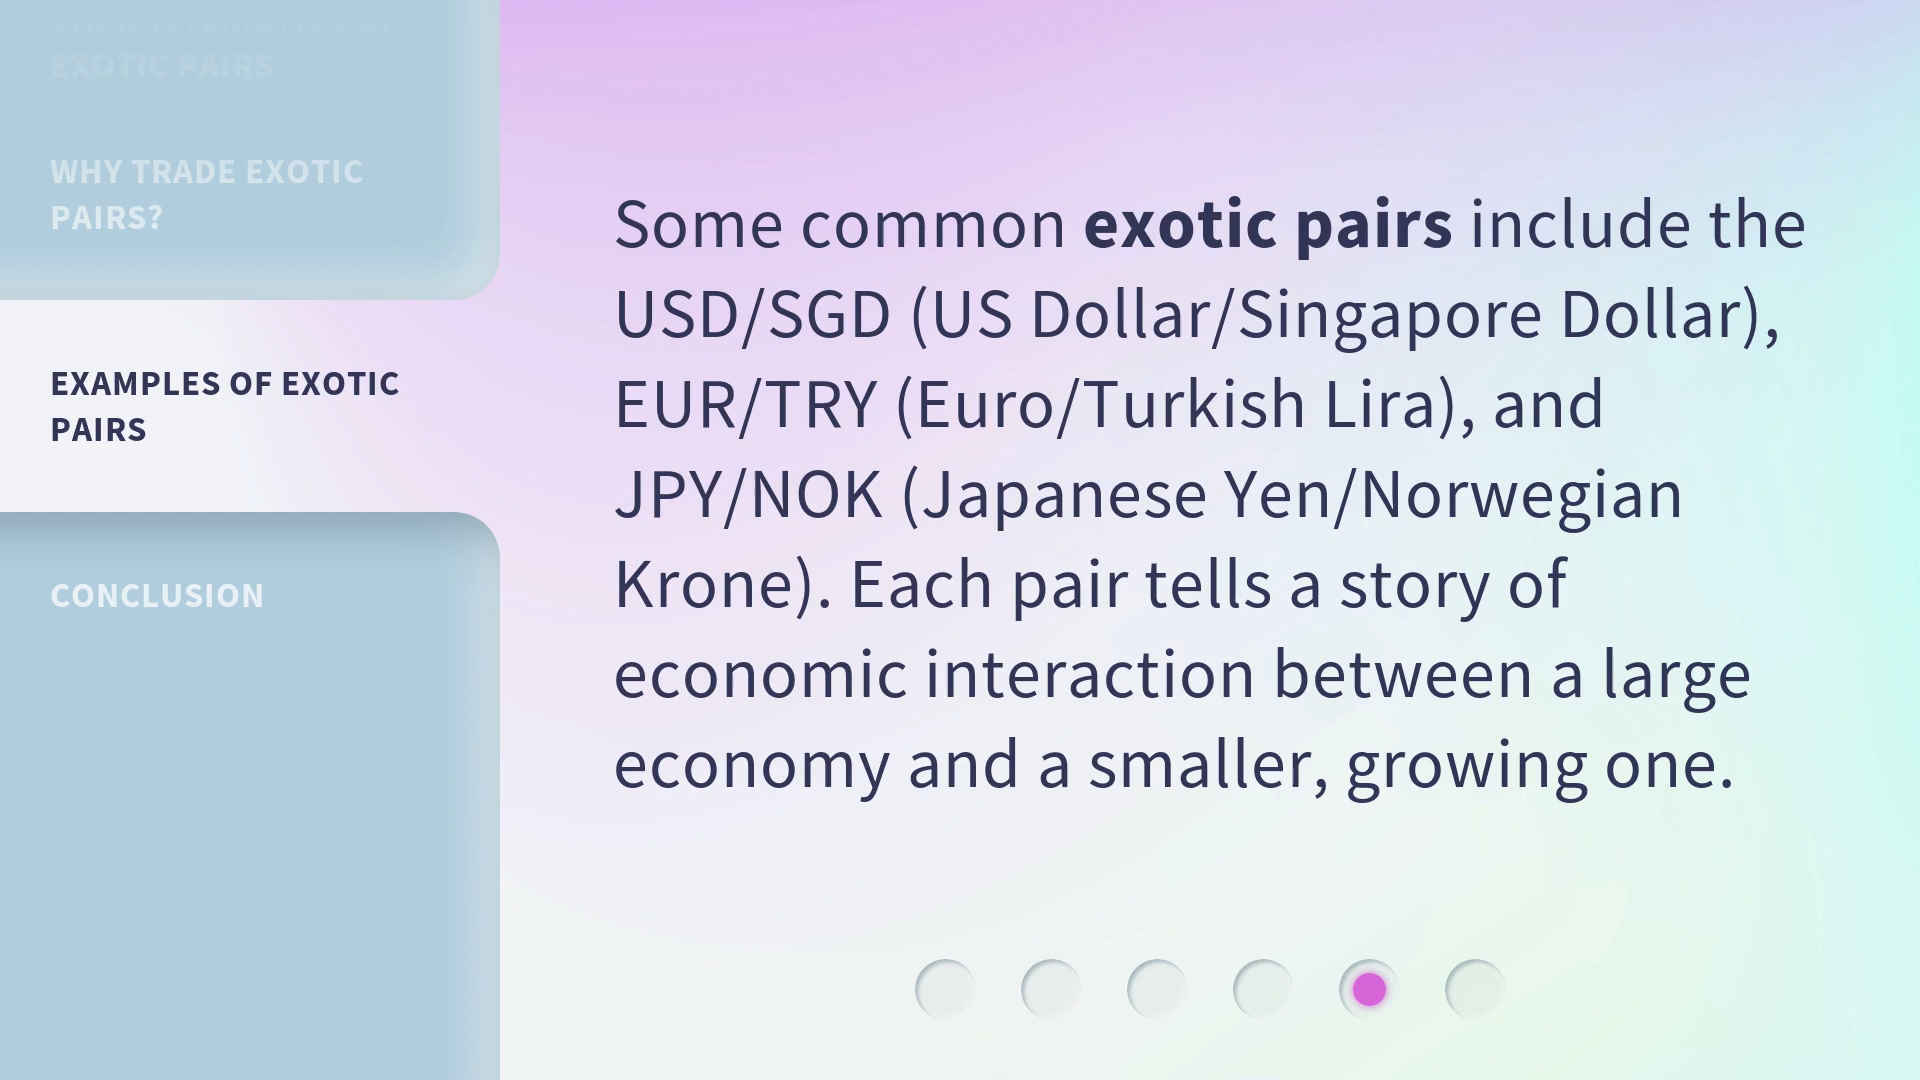 EXOTIC PAIRS
WHY TRADE EXOTIC
PAIRS?
EXAMPLES OF EXOTIC
PAIRS
CONCLUSION
Some common exotic pairs include the
USD/SGD (US Dollar/Singapore Dollar),
EUR/TRY (Euro/Turkish Lira), and
JPY/NOK (Japanese Yen/Norwegian
Krone). Each pair tells a story of
economic interaction between a large
economy and a smaller, growing one.